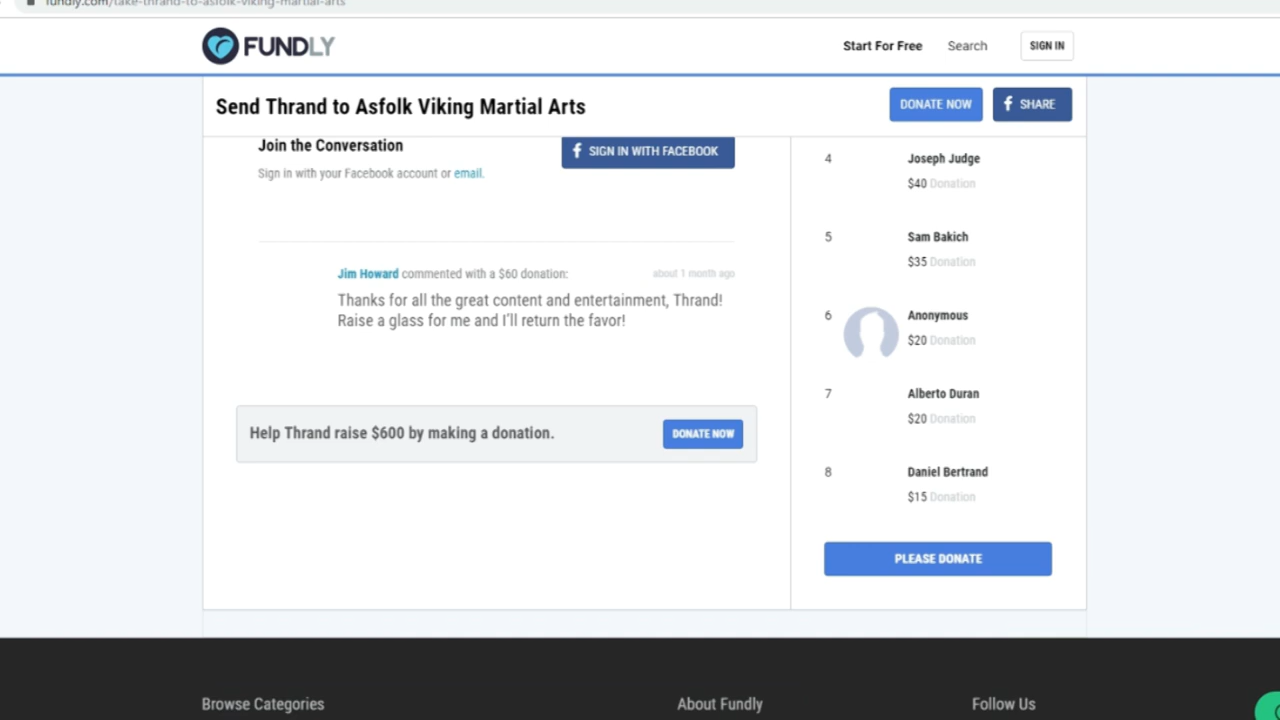 fundly.com/take-thrand-to-asfolk-viking-martial-arts
FUNDLY
Start For Free
Search
SIGN IN
Send Thrand to Asfolk Viking Martial Arts
DONATE NOW
SHARE
Join the Conversation
SIGN IN WITH FACEBOOK
Sign in with your Facebook account or email.
Jim Howard commented with a $60 donation:
about 1 month ago
Thanks for all the great content and entertainment, Thrand!
Raise a glass for me and I'll return the favor!
Help Thrand raise $600 by making a donation.
DONATE NOW
4
Joseph Judge
$40 Donation
5
Sam Bakich
$35 Donation
6
Anonymous
$20 Donation
7
Alberto Duran
$20 Donation
8
Daniel Bertrand
$15 Donation
PLEASE DONATE
Browse Categories
About Fundly
Follow Us